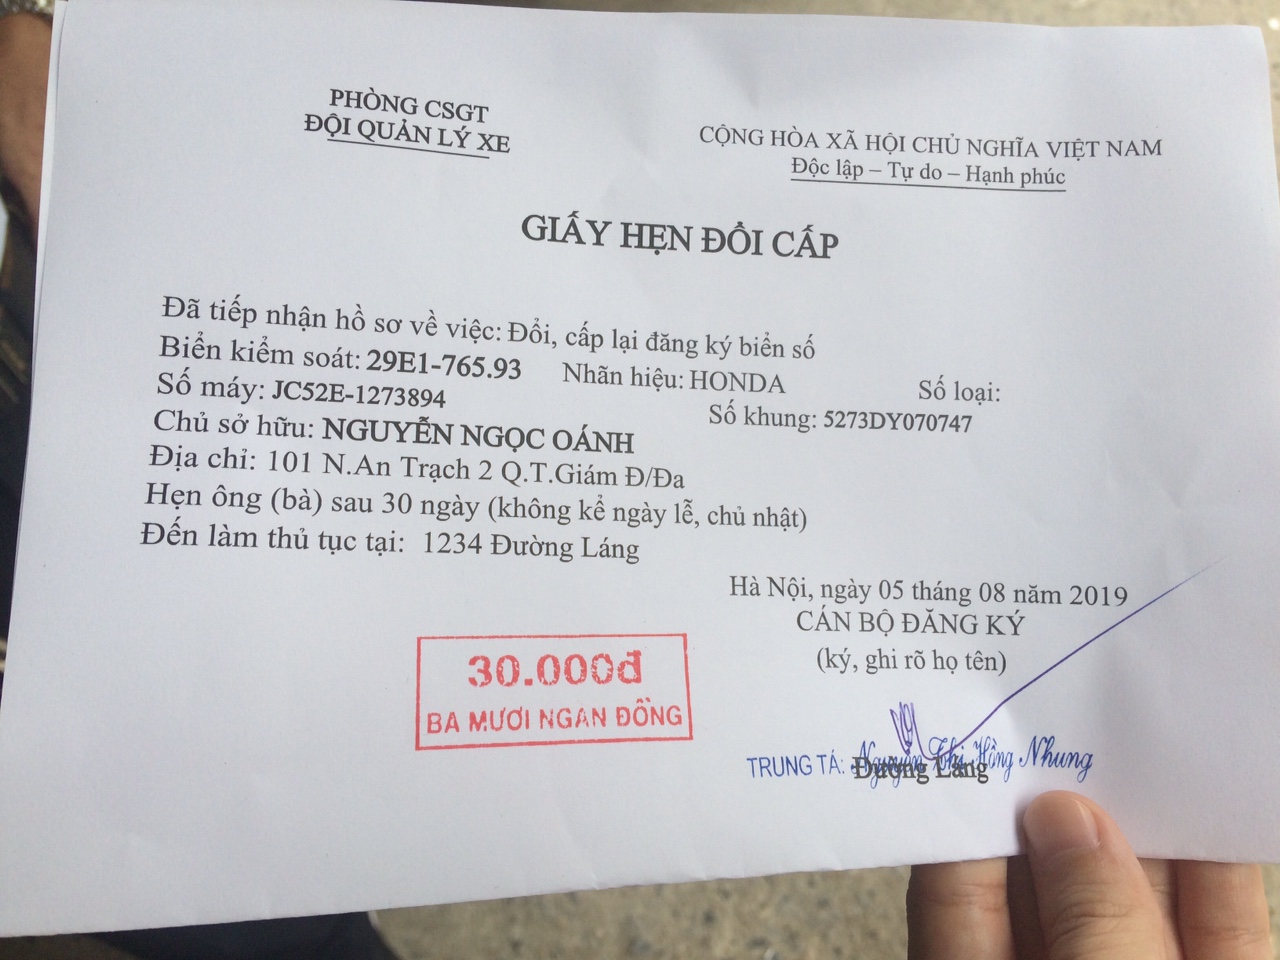 PHÒNG CSGT
ĐỘI QUẢN LÝ XE
CỘNG HÒA XÃ HỘI CHỦ NGHĨA VIỆT NAM
Độc lập – Tự do – Hạnh phúc
GIẤY HẸN ĐỔI CẤP
Đã tiếp nhận hồ sơ về việc: Đổi, cấp lại đăng ký biển số
Biển kiểm soát: 29E1-765.93 Nhãn hiệu: HONDA Số loại:
Số máy: JC52E-1273894 Số khung: 5273DY070747
Chủ sở hữu: NGUYỄN NGỌC OÁNH
Địa chỉ: 101 N.An Trạch 2 Q.T.Giám Đ/Đa
Hẹn ông (bà) sau 30 ngày (không kể ngày lễ, chủ nhật)
Đến làm thủ tục tại: 1234 Đường Láng
Hà Nội, ngày 05 tháng 08 năm 2019
CÁN BỘ ĐĂNG KÝ
(ký, ghi rõ họ tên)
30.000đ
BA MƯƠI NGAN ĐỒNG
TRUNG TÁ: Nguyễn Thị Hồng Nhung
Đường Láng